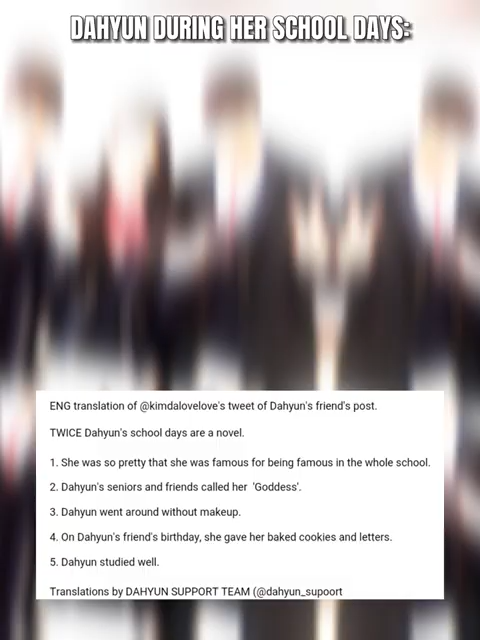 DAHYUN DURING HER SCHOOL DAYS:
ENG translation of @kimdalovelove's tweet of Dahyun's friend's post.
TWICE Dahyun's school days are a novel.
1. She was so pretty that she was famous for being famous in the whole school.
2. Dahyun's seniors and friends called her 'Goddess'.
3. Dahyun went around without makeup.
4. On Dahyun's friend's birthday, she gave her baked cookies and letters.
5. Dahyun studied well.
Translations by DAHYUN SUPPORT TEAM (@dahyun_supoort